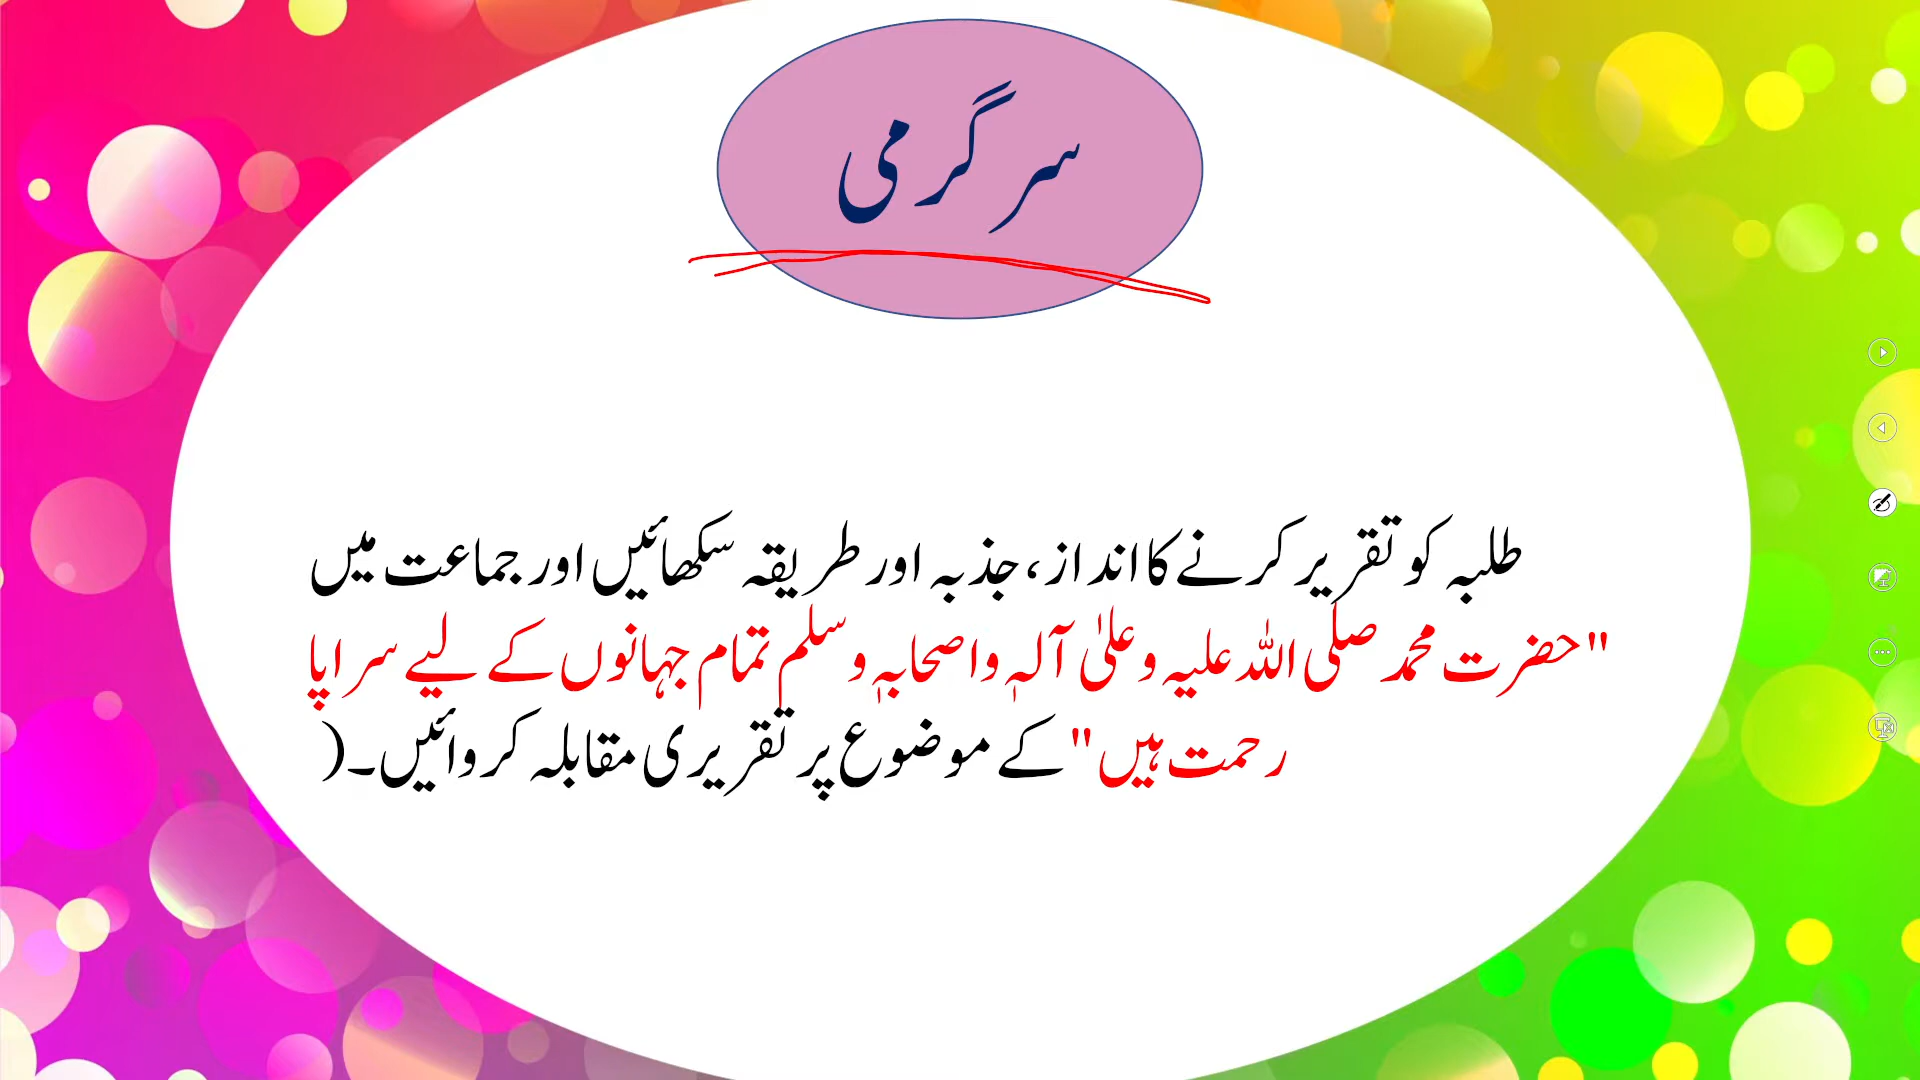 سرگرمی
طلبہ کو تقریر کرنے کا انداز، جذبہ اور طریقہ سکھائیں اور جماعت میں
"حضرت محمد صلی اللہ علیہ وعلیٰ آلہٖ واصحابہٖ وسلم تمام جہانوں کے لیے سراپا
رحمت ہیں" کے موضوع پر تقریری مقابلہ کروائیں۔(